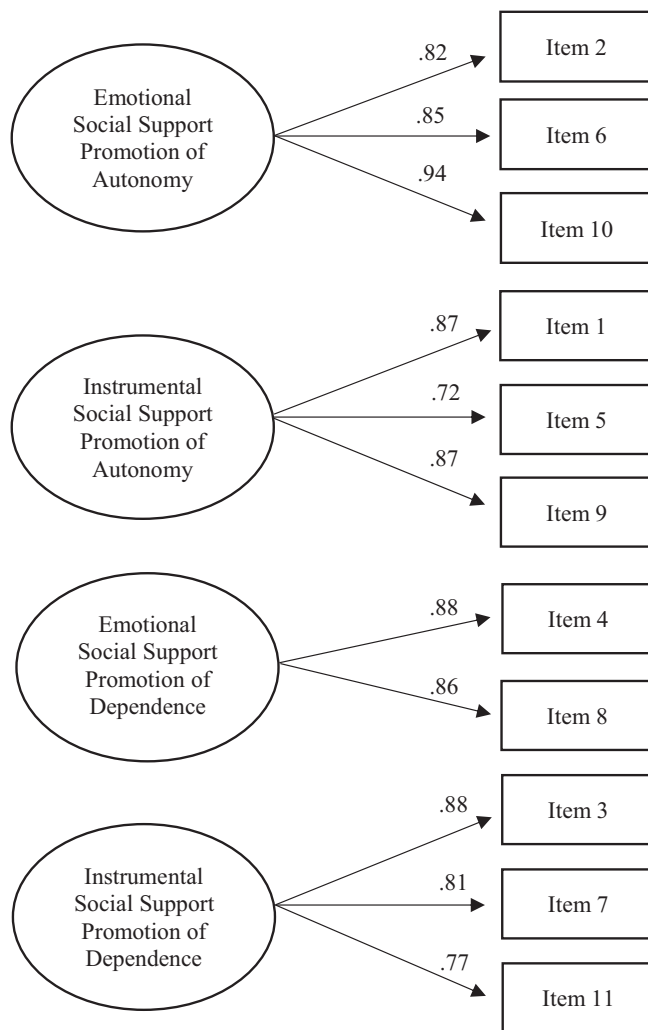 Emotional
Social Support
Promotion of
Autonomy
.82
Item 2
.85
Item 6
.94
Item 10
Instrumental
Social Support
Promotion of
Autonomy
.87
Item 1
.72
Item 5
.87
Item 9
Emotional
Social Support
Promotion of
Dependence
.88
Item 4
.86
Item 8
Instrumental
Social Support
Promotion of
Dependence
.88
Item 3
.81
Item 7
.77
Item 11